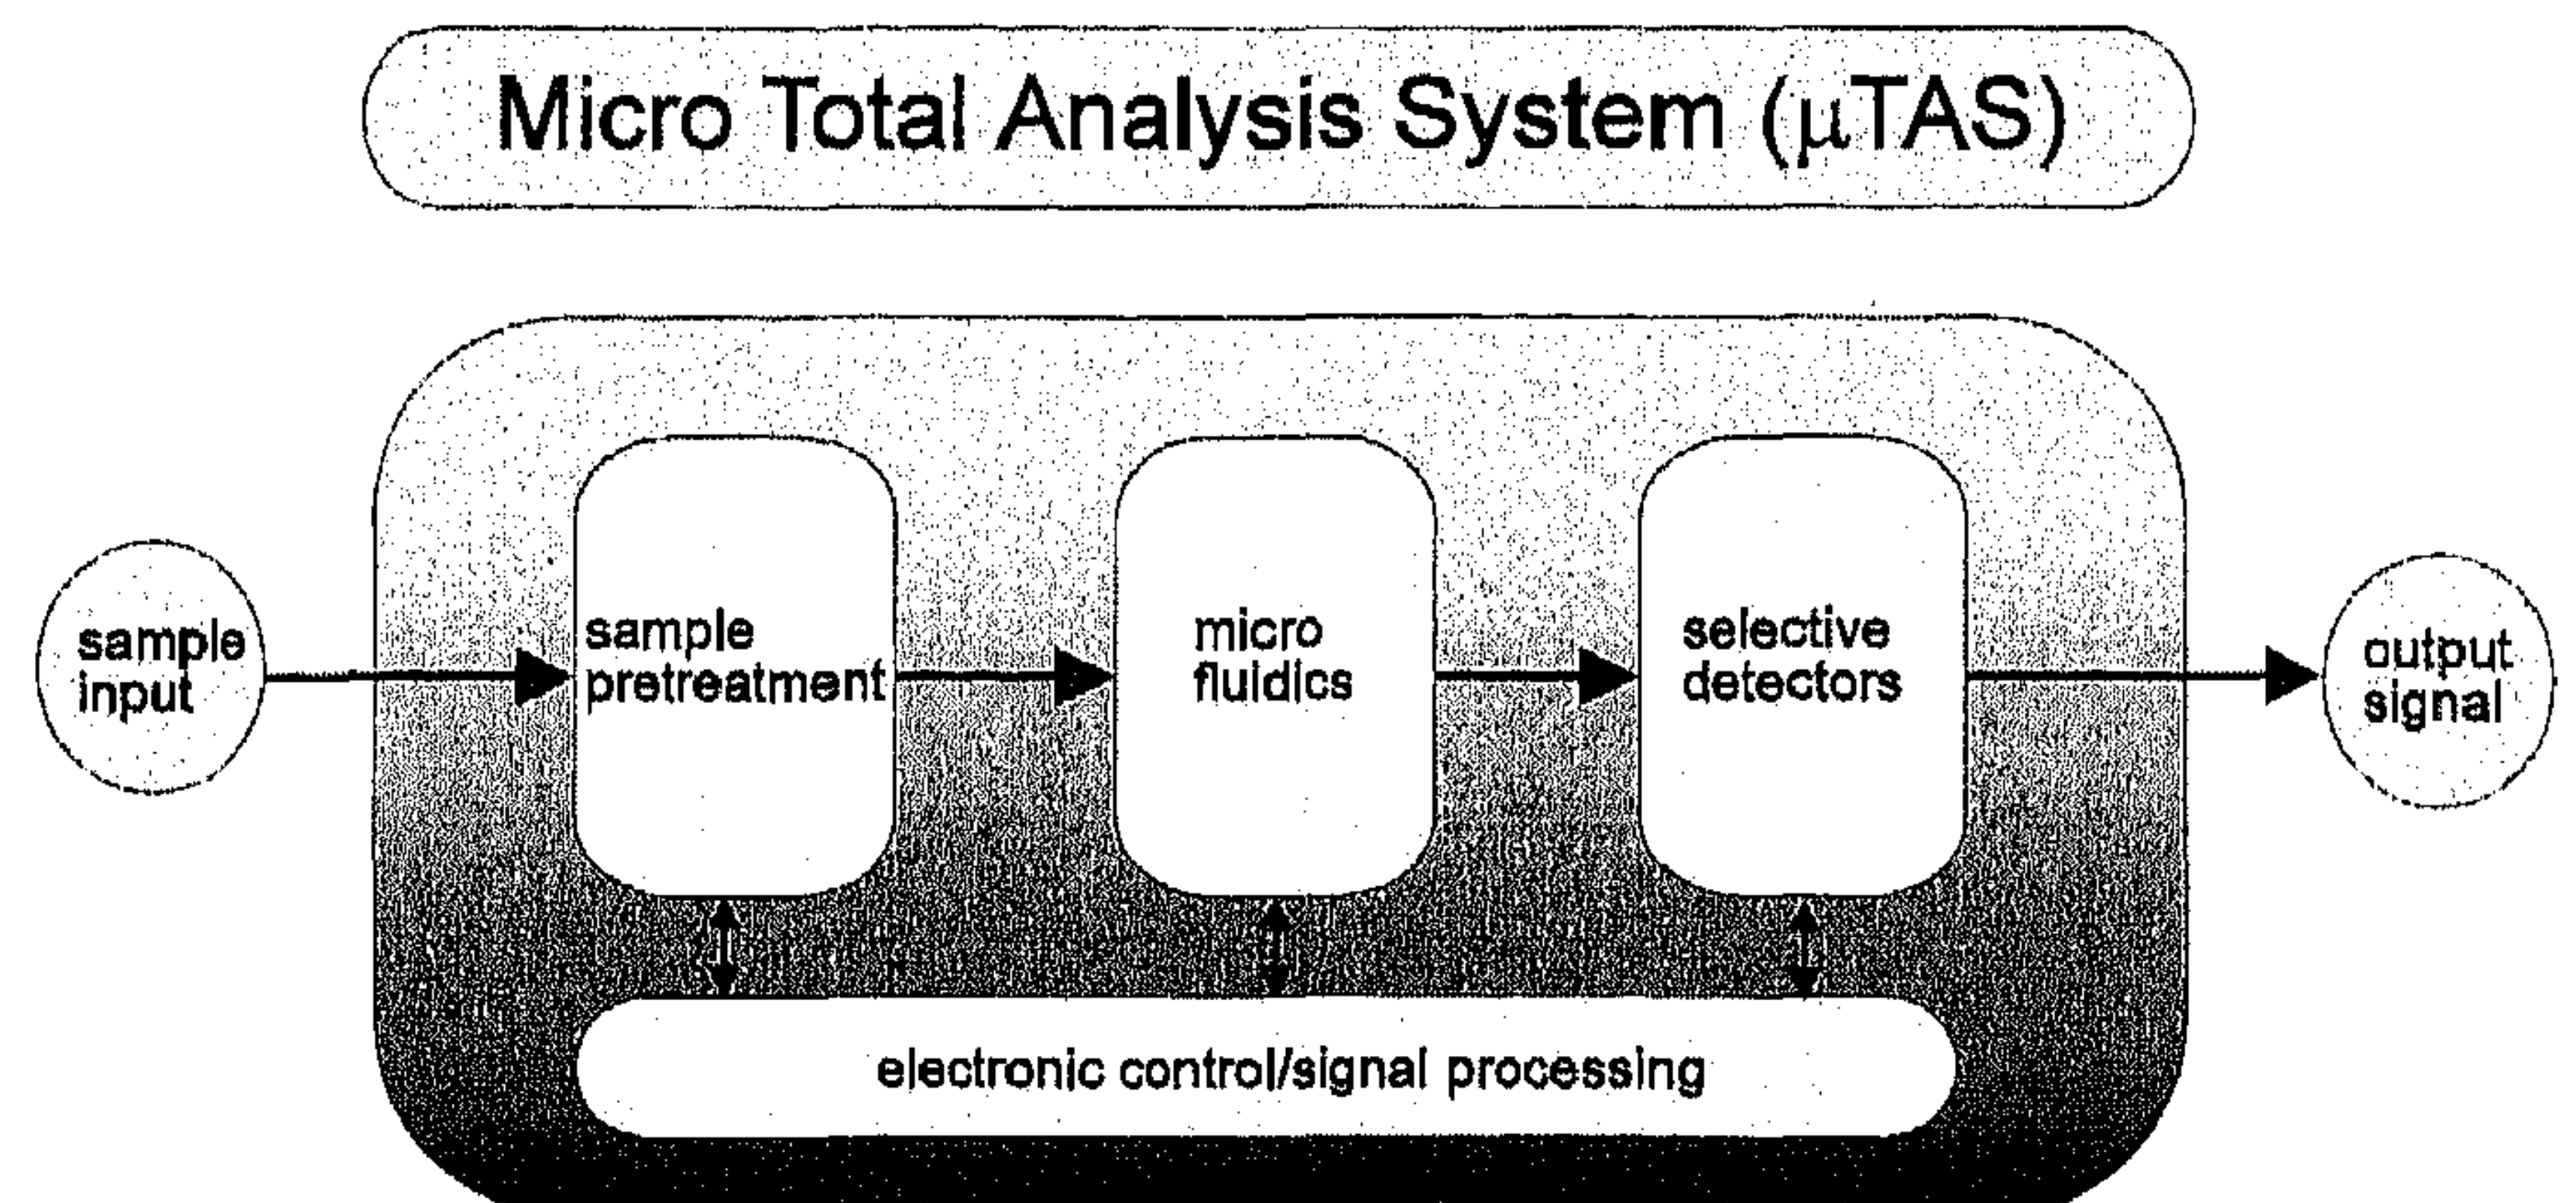 Micro Total Analysis System (μTAS)
sample
input
sample
pretreatment
micro
fluidics
selective
detectors
output
signal
electronic control/signal processing